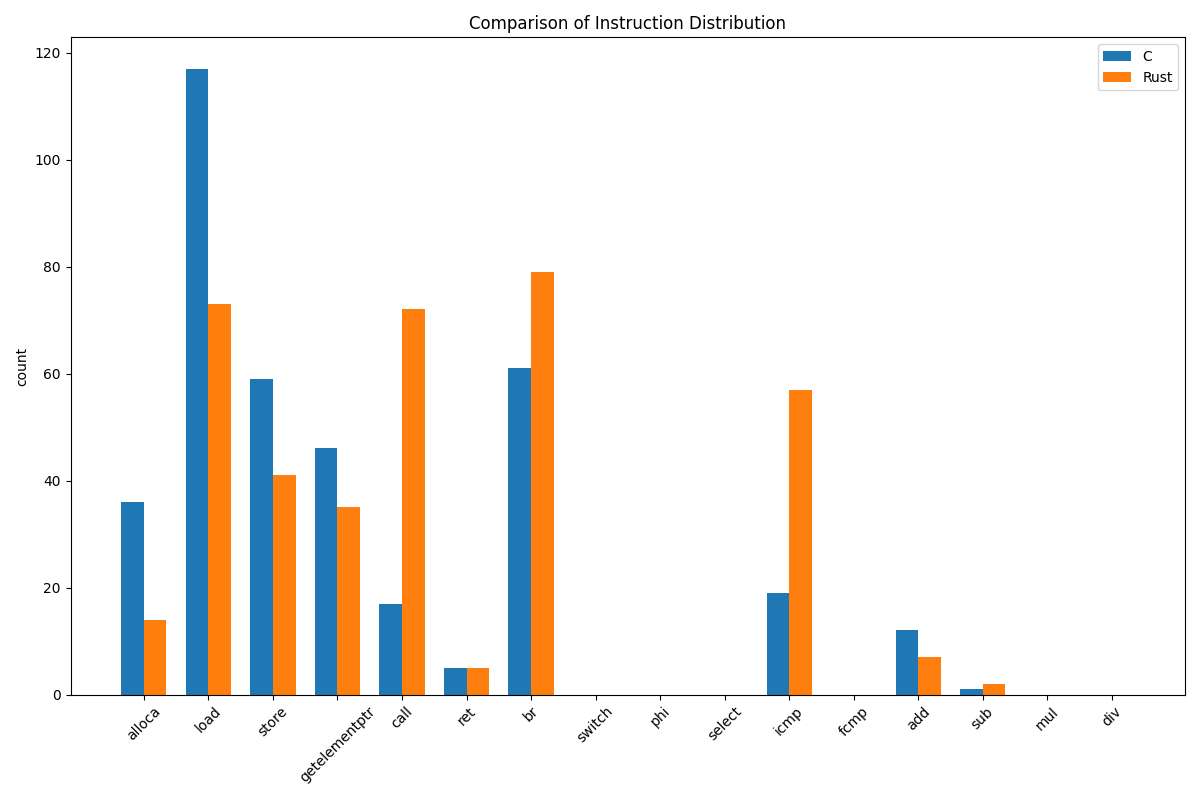 Comparison of Instruction Distribution
C
Rust
count
120
100
80
60
40
20
0
alloca
load
store
getelementptr
call
ret
br
switch
phi
select
icmp
fcmp
add
sub
mul
div